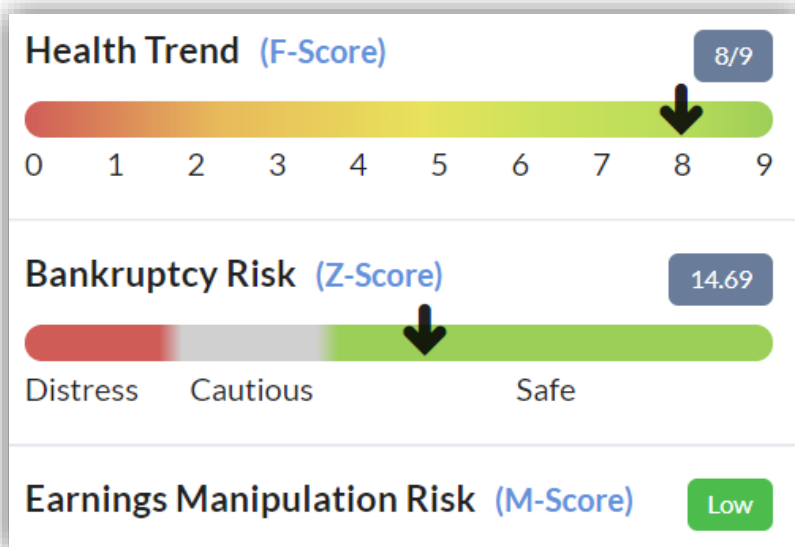 Health Trend (F-Score) 8/9
0 1 2 3 4 5 6 7 8 9
Bankruptcy Risk (Z-Score) 14.69
Distress Cautious Safe
Earnings Manipulation Risk (M-Score) Low